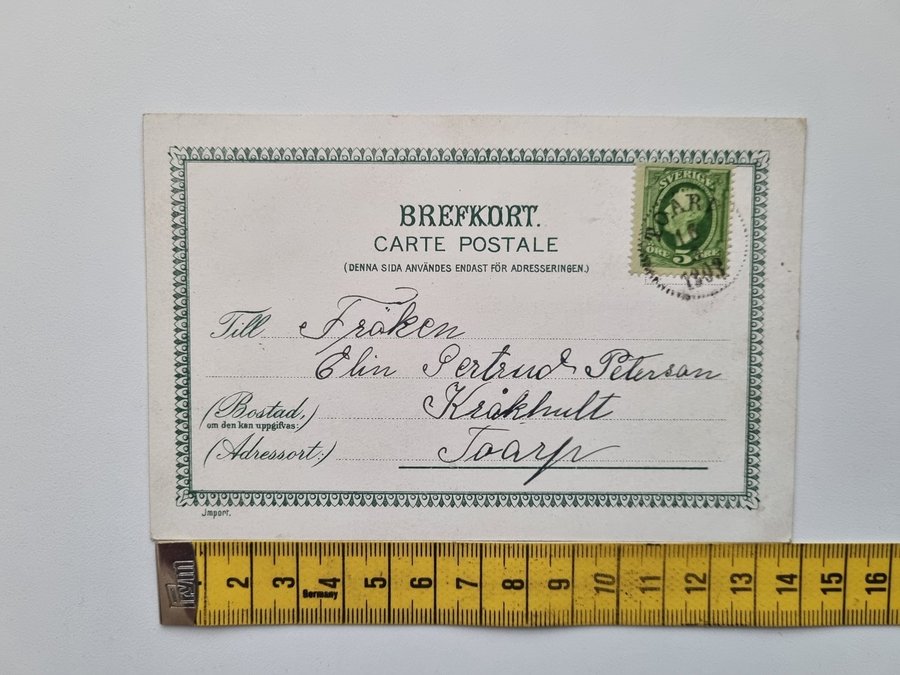 BREFKORT.
CARTE POSTALE
(DENNA SIDA ANVÄNDES ENDAST FÖR ADRESSERINGEN.)
SVERIGE
5
ÖRE
1903
Till Fröken
Elin Gertrud Peterson
(Bostad,) Kråkhult
om den kan uppgifvas:
(Adressort:) Toarp
Import.
Germany
2 3 4 5 6 7 8 9 10 11 12 13 14 15 16